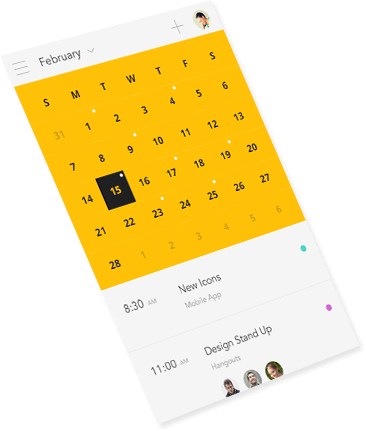 February
S M T W T F S
31 1 2 3 4 5 6
7 8 9 10 11 12 13
14 15 16 17 18 19 20
21 22 23 24 25 26 27
28 1 2 3 4 5 6
8:30 AM New Icons
Mobile App
11:00 AM Design Stand Up
Hangouts